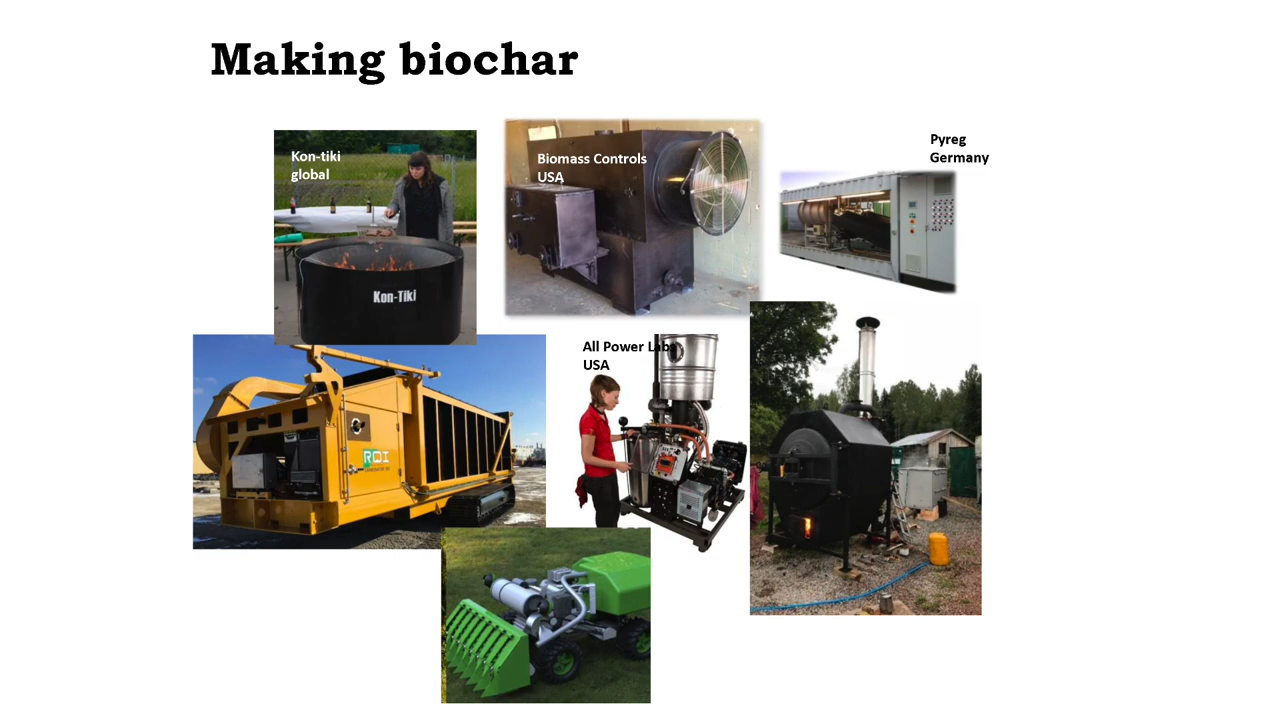 Making biochar
Kon-tiki
global
Biomass Controls
USA
Pyreg
Germany
Kon-Tiki
All Power Labs
USA
ROI